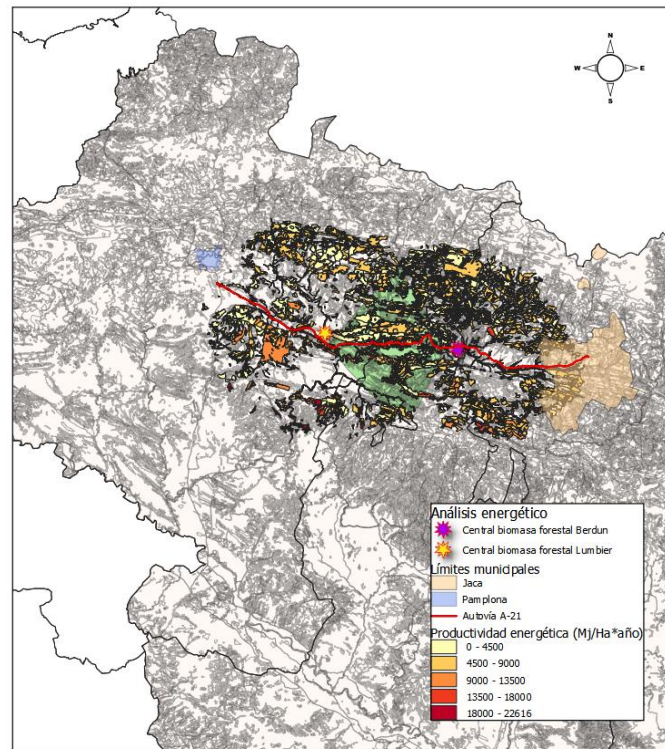 N
W E
S
Análisis energético
Central biomasa forestal Berdun
Central biomasa forestal Lumbier
Límites municipales
Jaca
Pamplona
Autovía A-21
Productividad energética (Mj/Ha*año)
0 - 4500
4500 - 9000
9000 - 13500
13500 - 18000
18000 - 22616